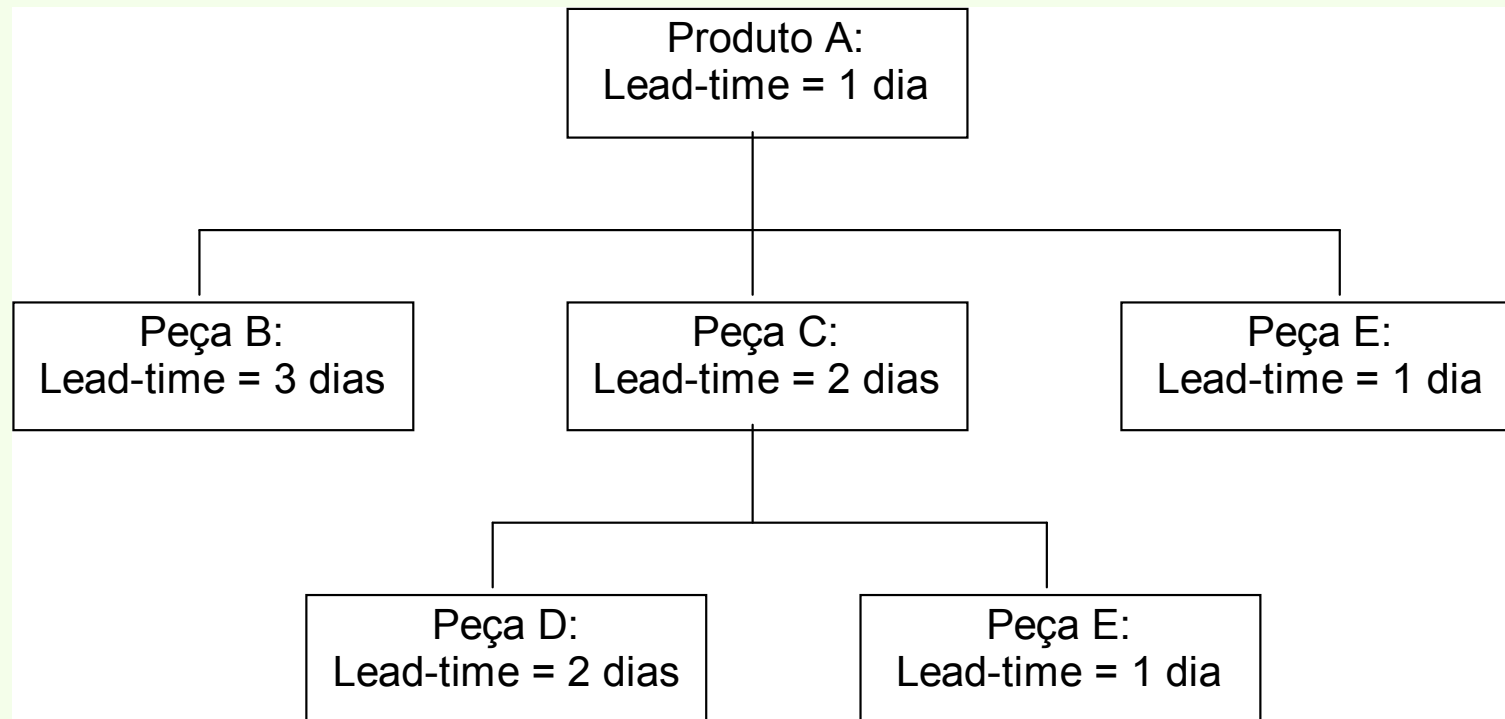 Produto A:
Lead-time = 1 dia
Peça B:
Lead-time = 3 dias
Peça C:
Lead-time = 2 dias
Peça E:
Lead-time = 1 dia
Peça D:
Lead-time = 2 dias
Peça E:
Lead-time = 1 dia